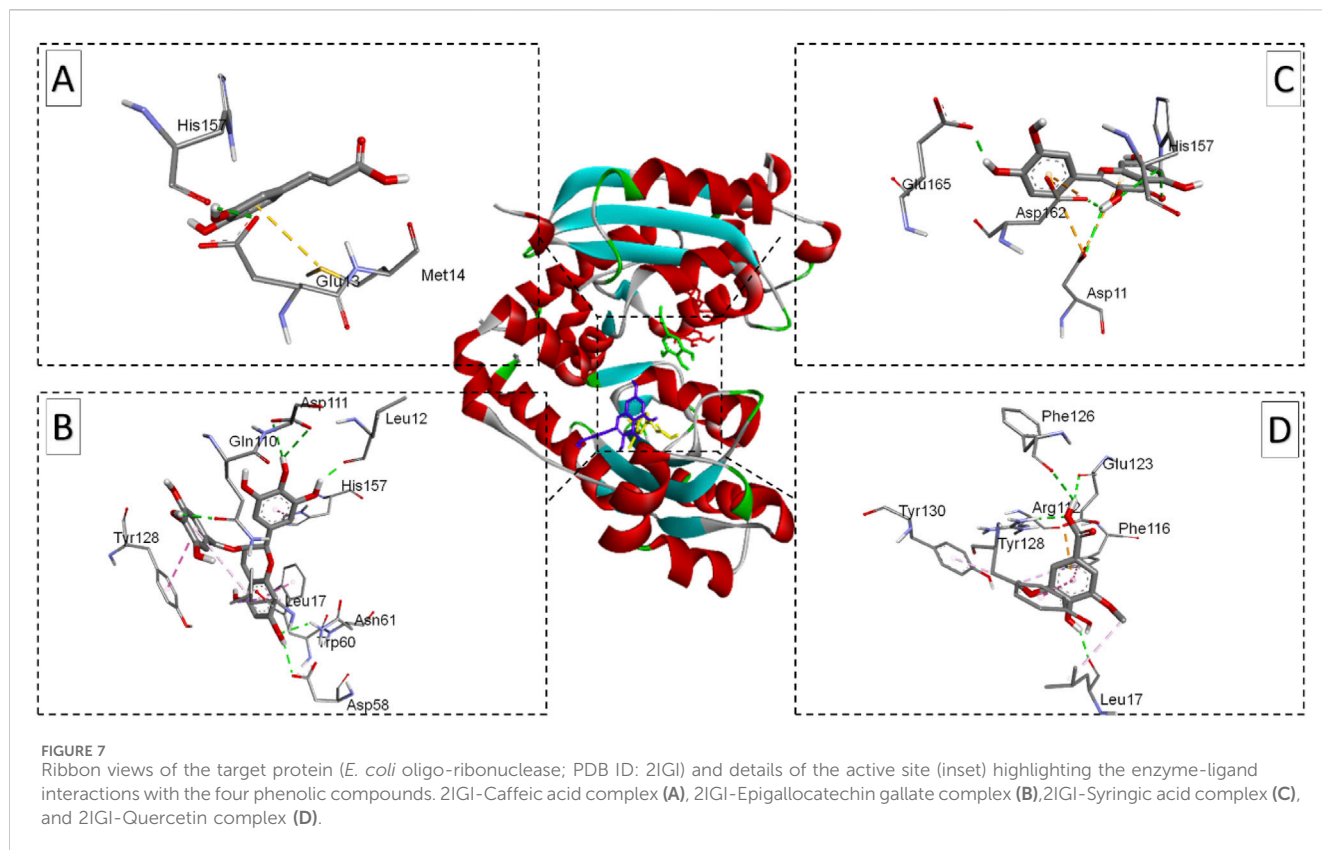 A
His157
Glu13
Met14
C
His157
Glu165
Asp162
Asp11
B
Asp111
Leu12
Gln110
His157
Tyr128
Leu17
Asn61
Trp60
Asp58
D
Phe126
Glu123
Arg112
Tyr130
Phe116
Tyr128
Leu17
FIGURE 7
Ribbon views of the target protein (E. coli oligo-ribonuclease; PDB ID: 2IGI) and details of the active site (inset) highlighting the enzyme-ligand
interactions with the four phenolic compounds. 2IGI-Caffeic acid complex (A), 2IGI-Epigallocatechin gallate complex (B),2IGI-Syringic acid complex (C),
and 2IGI-Quercetin complex (D).